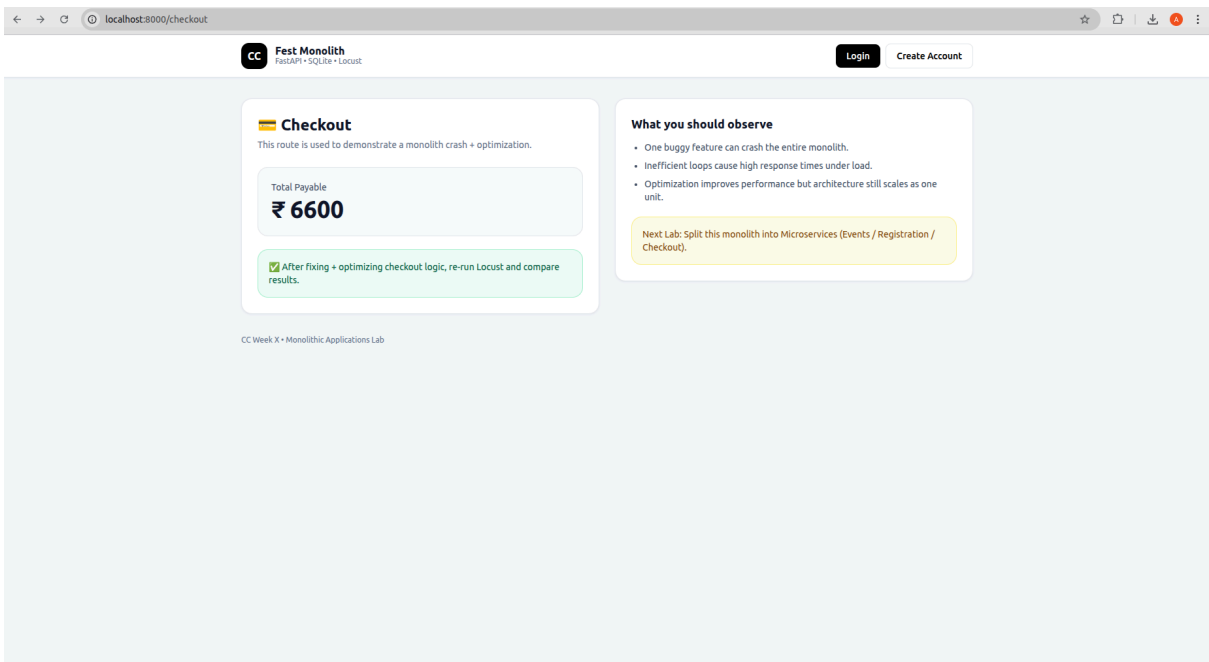 localhost:8000/checkout
A
CC
Fest Monolith
FastAPI • SQLite • Locust
Login
Create Account
💳 Checkout
This route is used to demonstrate a monolith crash + optimization.
Total Payable
₹ 6600
✅ After fixing + optimizing checkout logic, re-run Locust and compare
results.
What you should observe
• One buggy feature can crash the entire monolith.
• Inefficient loops cause high response times under load.
• Optimization improves performance but architecture still scales as one
unit.
Next Lab: Split this monolith into Microservices (Events / Registration /
Checkout).
CC Week X • Monolithic Applications Lab